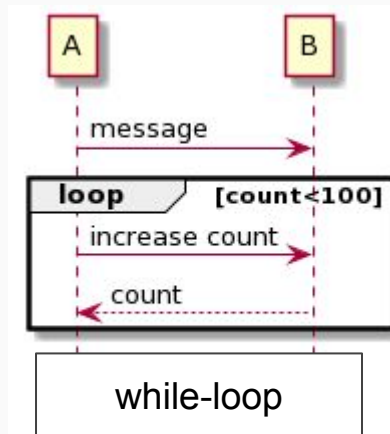 A B
message
loop [count<100]
increase count
count
while-loop